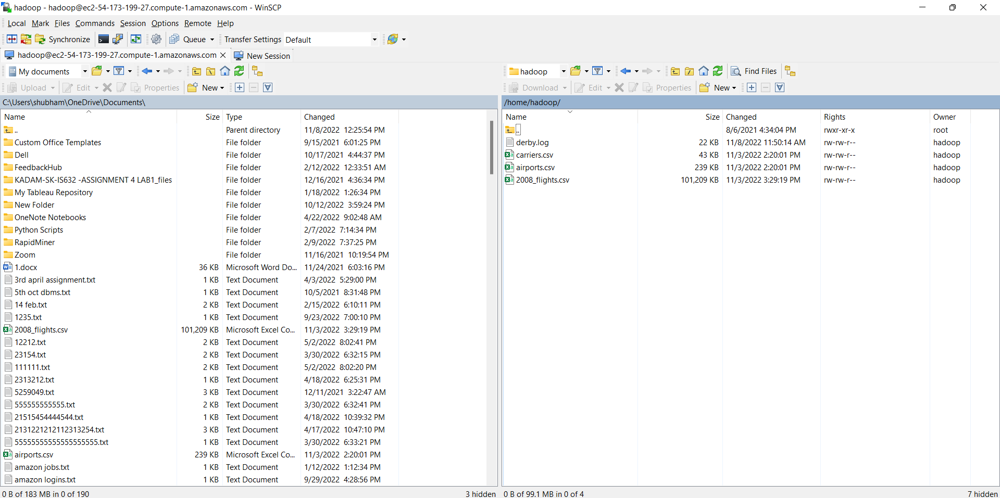 hadoop - hadoop@ec2-54-173-199-27.compute-1.amazonaws.com - WinSCP
Local Mark Files Commands Session Options Remote Help
Synchronize Queue Transfer Settings Default
hadoop@ec2-54-173-199-27.compute-1.amazonaws.com New Session
My documents
Upload Edit Properties New
C:\Users\shubham\OneDrive\Documents\
Name Size Type Changed
.. Parent directory 11/8/2022 12:25:54 PM
Custom Office Templates File folder 9/15/2021 6:01:25 PM
Dell File folder 10/17/2021 4:44:37 PM
FeedbackHub File folder 2/12/2022 12:33:51 AM
KADAM-SK-IS632 -ASSIGNMENT 4 LAB1_files File folder 12/16/2021 4:36:34 PM
My Tableau Repository File folder 1/18/2022 1:26:34 PM
New Folder File folder 10/12/2022 3:59:24 PM
OneNote Notebooks File folder 4/22/2022 9:02:48 AM
Python Scripts File folder 2/7/2022 7:14:34 PM
RapidMiner File folder 2/9/2022 7:37:25 PM
Zoom File folder 11/16/2021 10:19:54 PM
1.docx 36 KB Microsoft Word Do... 11/24/2021 6:03:16 PM
3rd april assignment.txt 1 KB Text Document 4/3/2022 5:29:00 PM
5th oct dbms.txt 1 KB Text Document 10/5/2021 8:31:48 PM
14 feb.txt 2 KB Text Document 2/15/2022 6:10:11 PM
1235.txt 1 KB Text Document 9/23/2022 7:00:10 PM
2008_flights.csv 101,209 KB Microsoft Excel Co... 11/3/2022 3:29:19 PM
12212.txt 2 KB Text Document 5/2/2022 8:02:41 PM
23154.txt 2 KB Text Document 3/30/2022 6:32:15 PM
111111.txt 2 KB Text Document 5/2/2022 8:02:20 PM
2313212.txt 1 KB Text Document 4/18/2022 6:25:31 PM
5259049.txt 3 KB Text Document 12/11/2021 3:22:47 AM
555555555555.txt 2 KB Text Document 3/30/2022 6:32:41 PM
21515454444544.txt 1 KB Text Document 4/18/2022 10:39:32 PM
2131221212112313254.txt 3 KB Text Document 4/17/2022 10:47:10 PM
55555555555555555555.txt 1 KB Text Document 3/30/2022 6:33:21 PM
airports.csv 239 KB Microsoft Excel Co... 11/3/2022 2:20:01 PM
amazon jobs.txt 1 KB Text Document 1/12/2022 1:12:34 PM
amazon logins.txt 1 KB Text Document 9/29/2022 4:28:56 PM
0 B of 183 MB in 0 of 190 3 hidden
hadoop Find Files
Download Edit Properties New
/home/hadoop/
Name Size Changed Rights Owner
.. 8/6/2021 4:34:04 PM rwxr-xr-x root
derby.log 22 KB 11/8/2022 11:50:14 AM rw-rw-r-- hadoop
carriers.csv 43 KB 11/3/2022 2:20:01 PM rw-rw-r-- hadoop
airports.csv 239 KB 11/3/2022 2:20:01 PM rw-rw-r-- hadoop
2008_flights.csv 101,209 KB 11/3/2022 3:29:19 PM rw-rw-r-- hadoop
0 B of 99.1 MB in 0 of 4 7 hidden